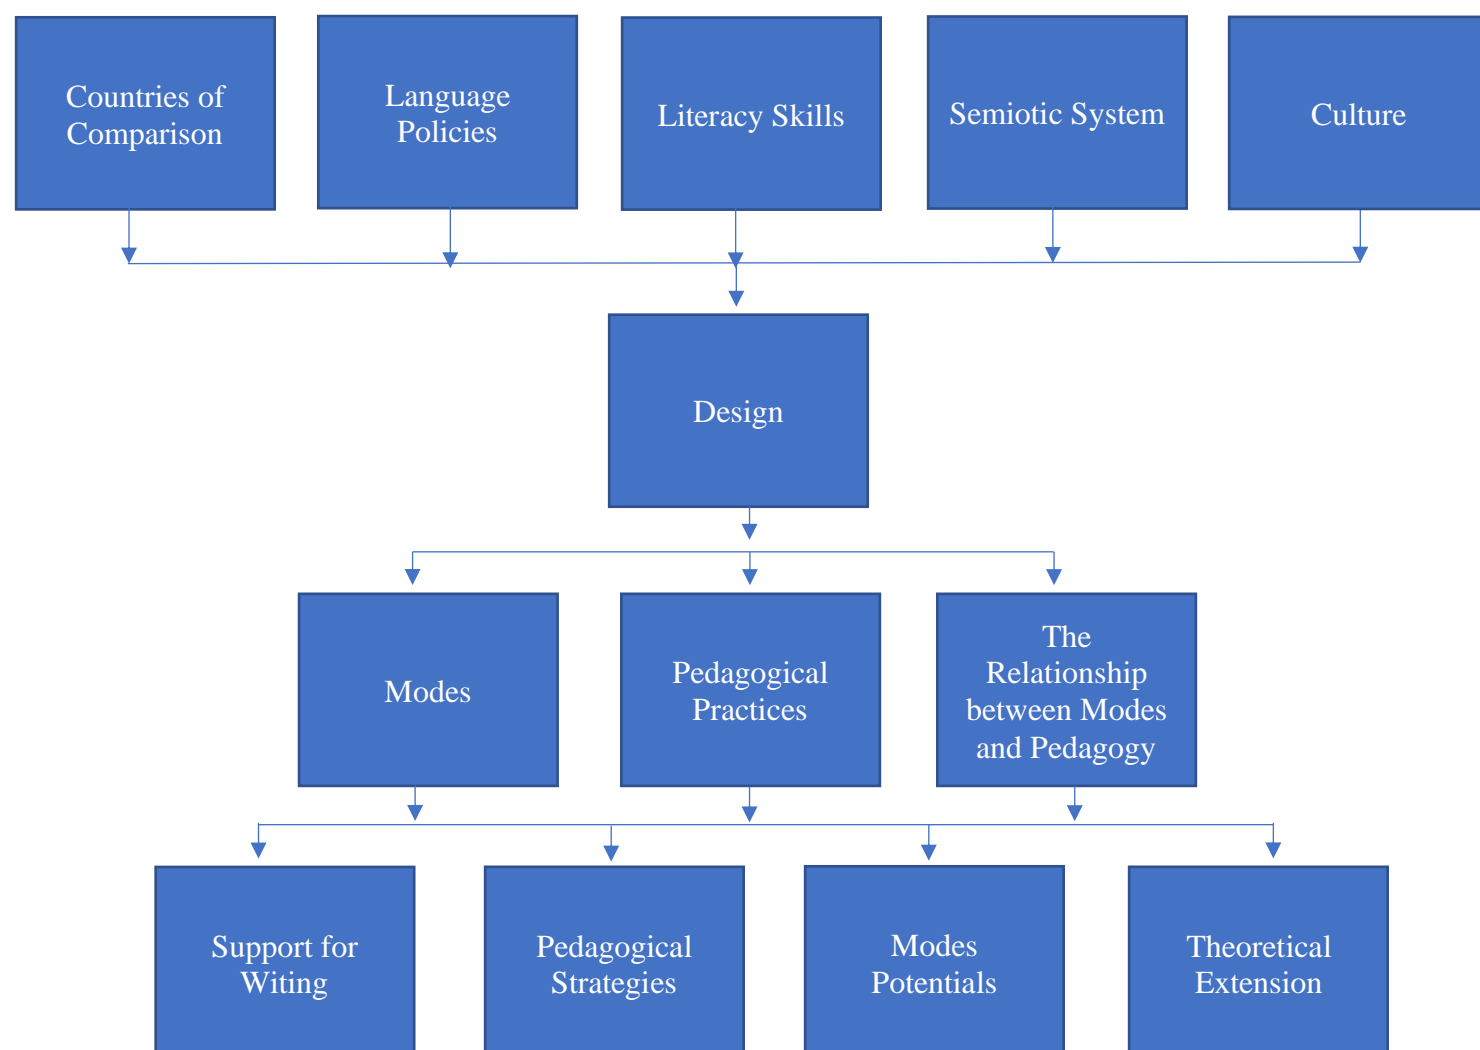 Countries of
Comparison
Language
Policies
Literacy Skills
Semiotic System
Culture
Design
Modes
Pedagogical
Practices
The
Relationship
between Modes
and Pedagogy
Support for
Witing
Pedagogical
Strategies
Modes
Potentials
Theoretical
Extension